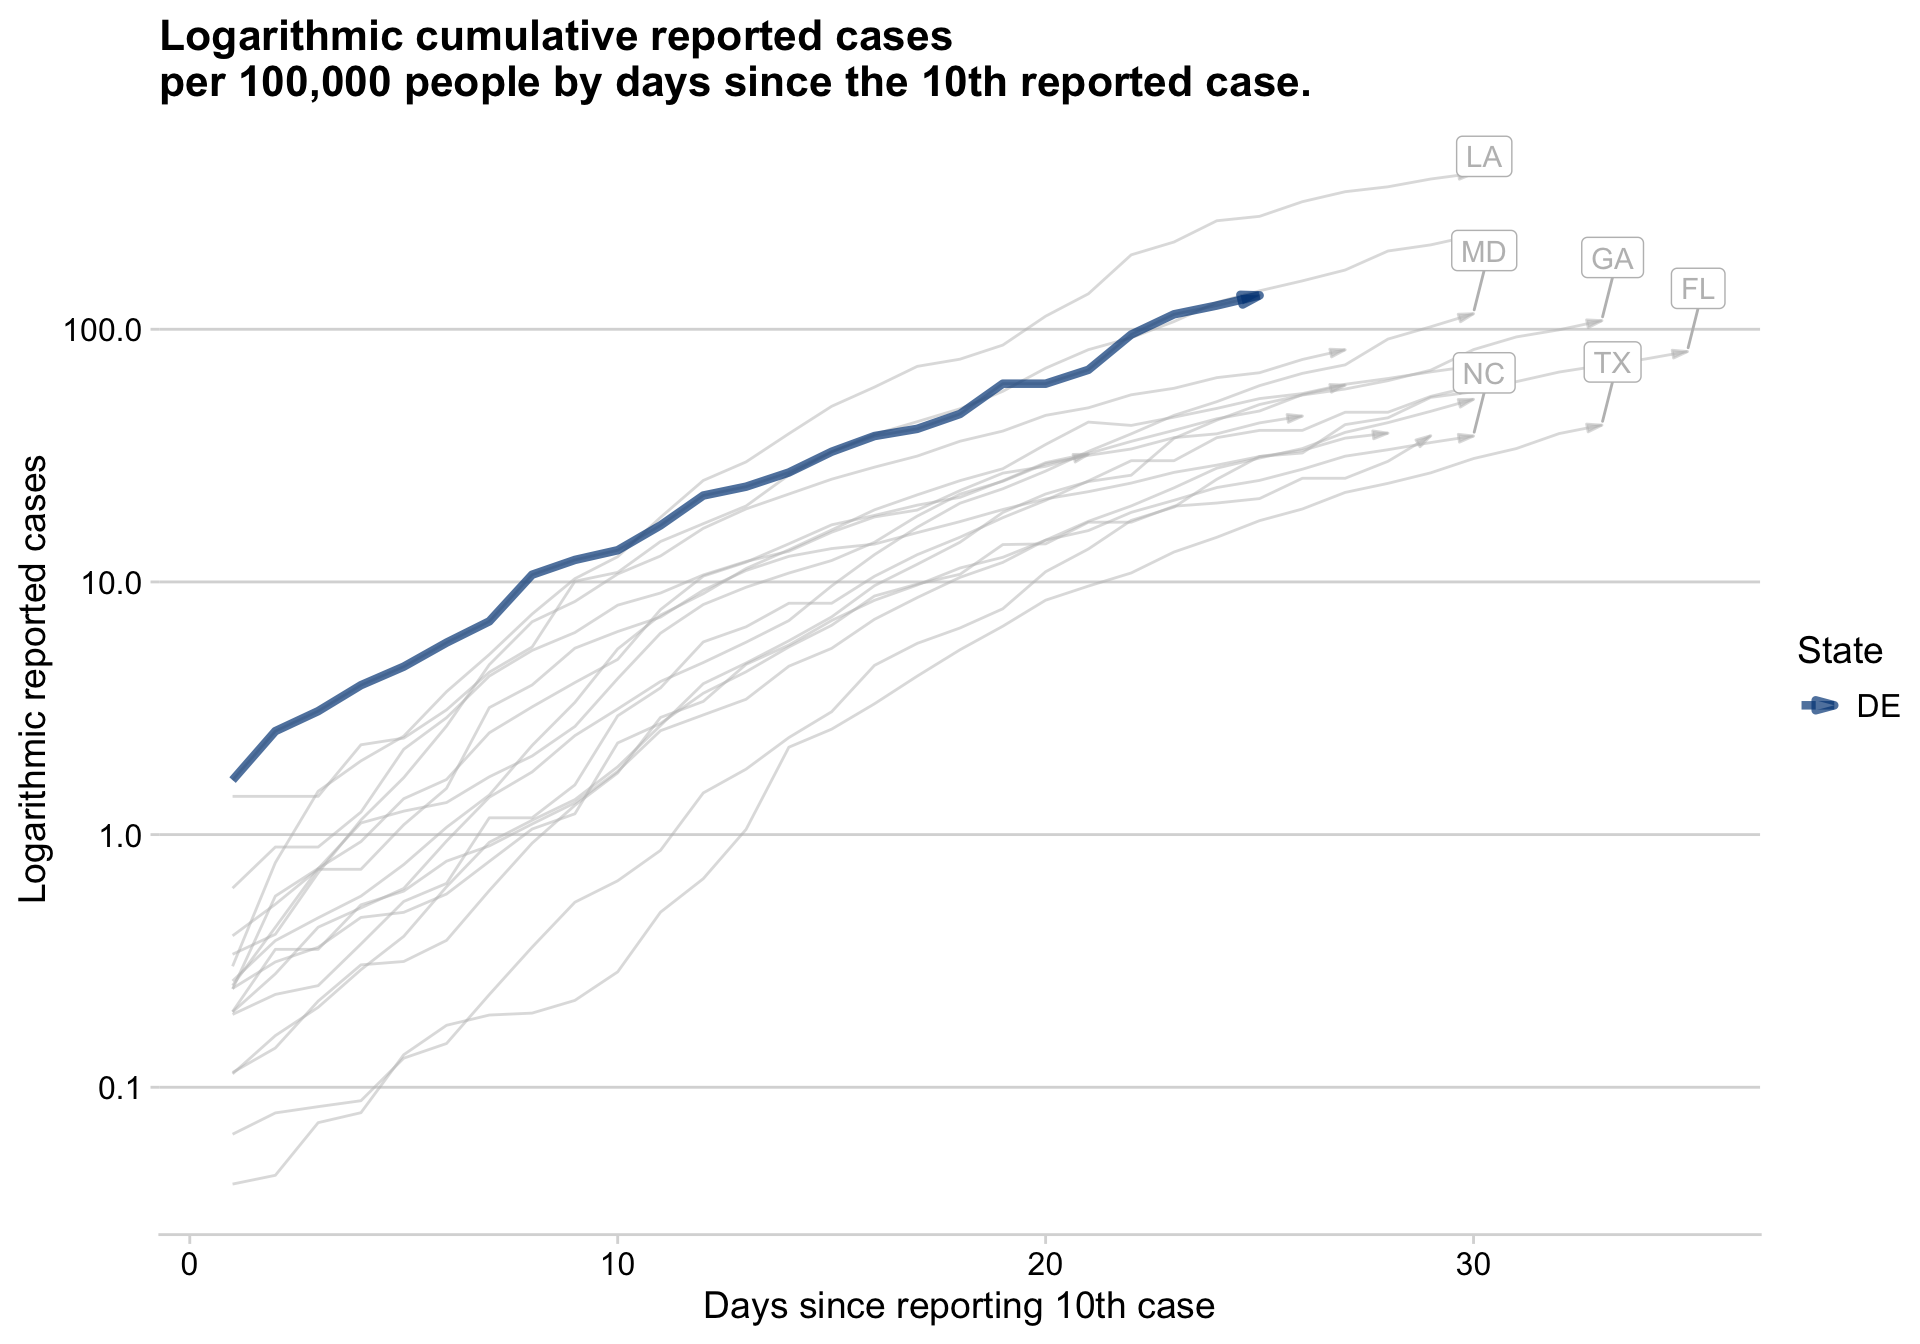 Logarithmic cumulative reported cases
per 100,000 people by days since the 10th reported case.
LA
MD
GA
FL
NC
TX
100.0
10.0
1.0
0.1
Logarithmic reported cases
0
10
20
30
Days since reporting 10th case
State
DE